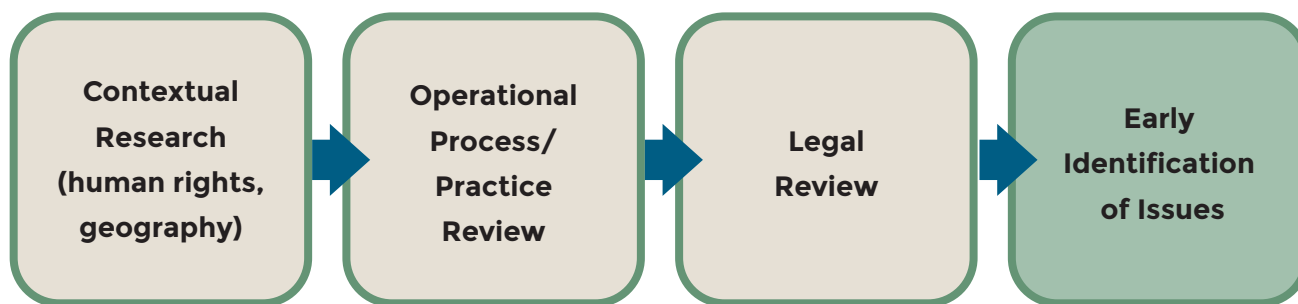 Contextual
Research
(human rights,
geography)
Operational
Process/
Practice
Review
Legal
Review
Early
Identification
of Issues